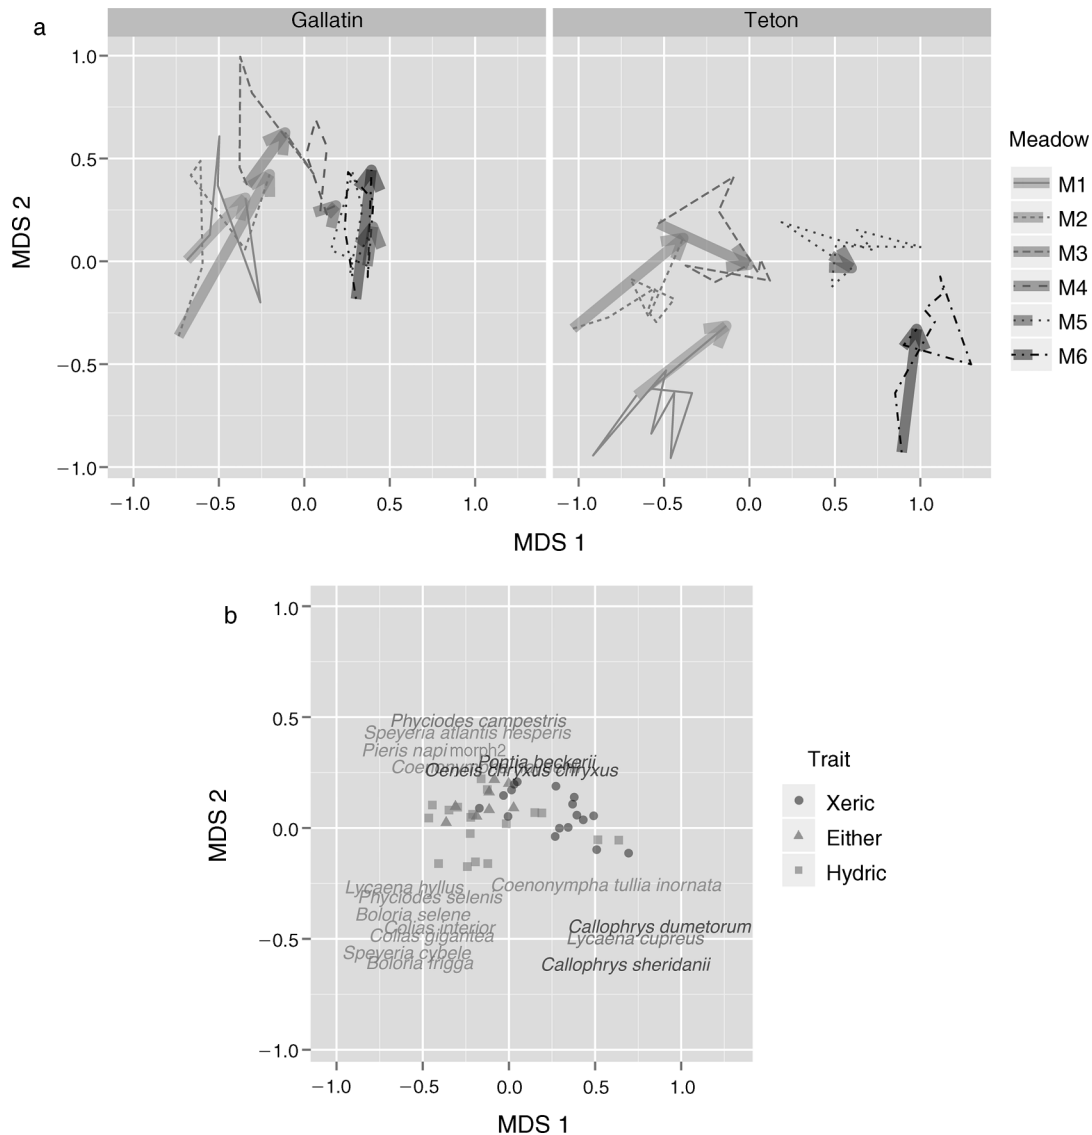 a
Gallatin
Teton
1.0
0.5
0.0
−0.5
−1.0
MDS 2
−1.0
−0.5
0.0
0.5
1.0
−1.0
−0.5
0.0
0.5
1.0
MDS 1
Meadow
M1
M2
M3
M4
M5
M6
b
1.0
0.5
0.0
−0.5
−1.0
MDS 2
Phyciodes campestris
Speyeria atlantis hesperis
Pieris napi morph2
Pontia beckerii
Oeneis chryxus chryxus
Lycaena hyllus
Coenonympha tullia inornata
Phyciodes selenis
Boloria selene
Colias interior
Callophrys dumetorum
Colias gigantea
Lycaena cupreus
Speyeria cybele
Boloria frigga
Callophrys sheridanii
−1.0
−0.5
0.0
0.5
1.0
MDS 1
Trait
Xeric
Either
Hydric